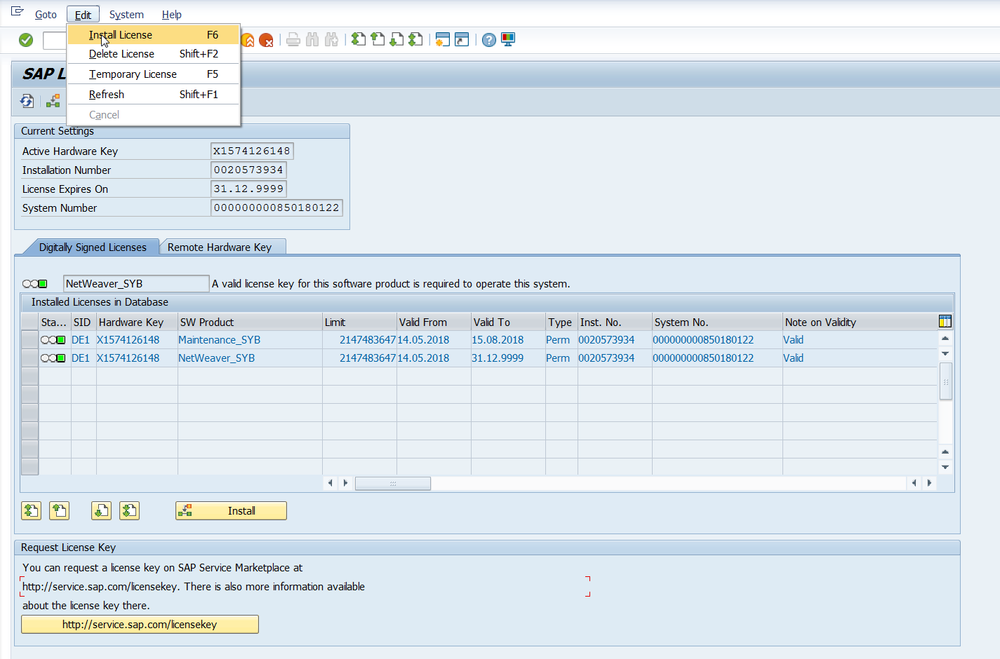 Goto Edit System Help
Install License F6
Delete License Shift+F2
Temporary License F5
Refresh Shift+F1
Cancel
SAP L
Current Settings
Active Hardware Key X1574126148
Installation Number 0020573934
License Expires On 31.12.9999
System Number 000000000850180122
Digitally Signed Licenses Remote Hardware Key
NetWeaver_SYB A valid license key for this software product is required to operate this system.
Installed Licenses in Database
Sta... SID Hardware Key SW Product Limit Valid From Valid To Type Inst. No. System No. Note on Validity
DE1 X1574126148 Maintenance_SYB 2147483647 14.05.2018 15.08.2018 Perm 0020573934 000000000850180122 Valid
DE1 X1574126148 NetWeaver_SYB 2147483647 14.05.2018 31.12.9999 Perm 0020573934 000000000850180122 Valid
Install
Request License Key
You can request a license key on SAP Service Marketplace at
http://service.sap.com/licensekey. There is also more information available
about the license key there.
http://service.sap.com/licensekey